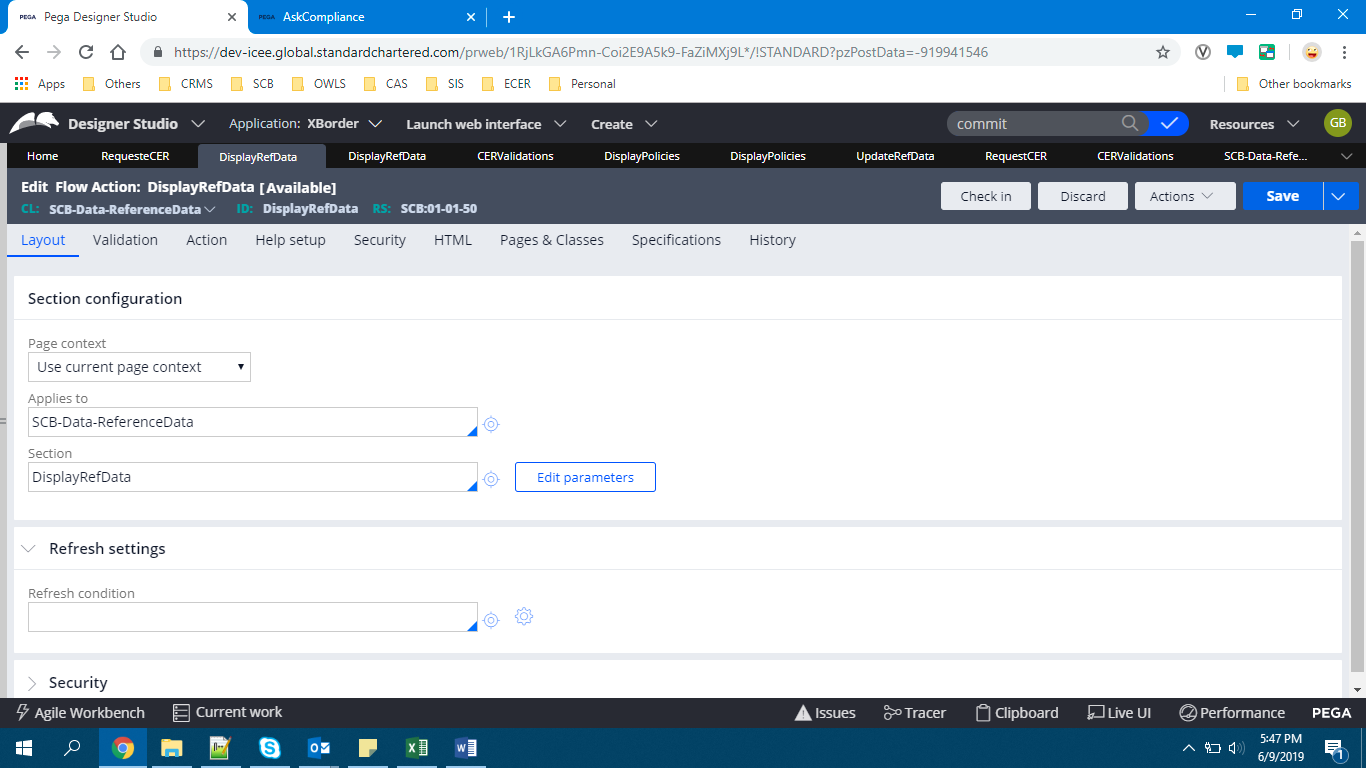 PEGA Pega Designer Studio
PEGA AskCompliance
https://dev-icee.global.standardchartered.com/prweb/1RjLkGA6Pmn-Coi2E9A5k9-FaZiMXj9L*/!STANDARD?pzPostData=-919941546
Apps Others CRMS SCB OWLS CAS SIS ECER Personal Other bookmarks
Designer Studio Application: XBorder Launch web interface Create commit Resources GB
Home RequesteCER DisplayRefData DisplayRefData CERValidations DisplayPolicies DisplayPolicies UpdateRefData RequestCER CERValidations SCB-Data-Refe...
Edit Flow Action: DisplayRefData [Available]
CL: SCB-Data-ReferenceData ID: DisplayRefData RS: SCB:01-01-50
Check in Discard Actions Save
Layout Validation Action Help setup Security HTML Pages & Classes Specifications History
Section configuration
Page context
Use current page context
Applies to
SCB-Data-ReferenceData
Section
DisplayRefData
Edit parameters
Refresh settings
Refresh condition
Security
Agile Workbench Current work Issues Tracer Clipboard Live UI Performance PEGA
5:47 PM
6/9/2019
1